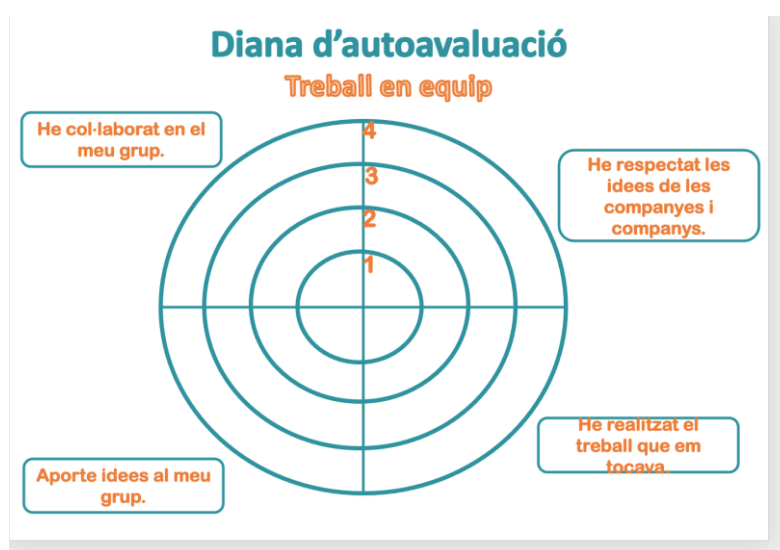 Diana d'autoavaluació
Treball en equip
He col·laborat en el
meu grup.
4
3
2
1
He respectat les
idees de les
companyes i
companys.
Aporte idees al meu
grup.
He realitzat el
treball que em
tocava.